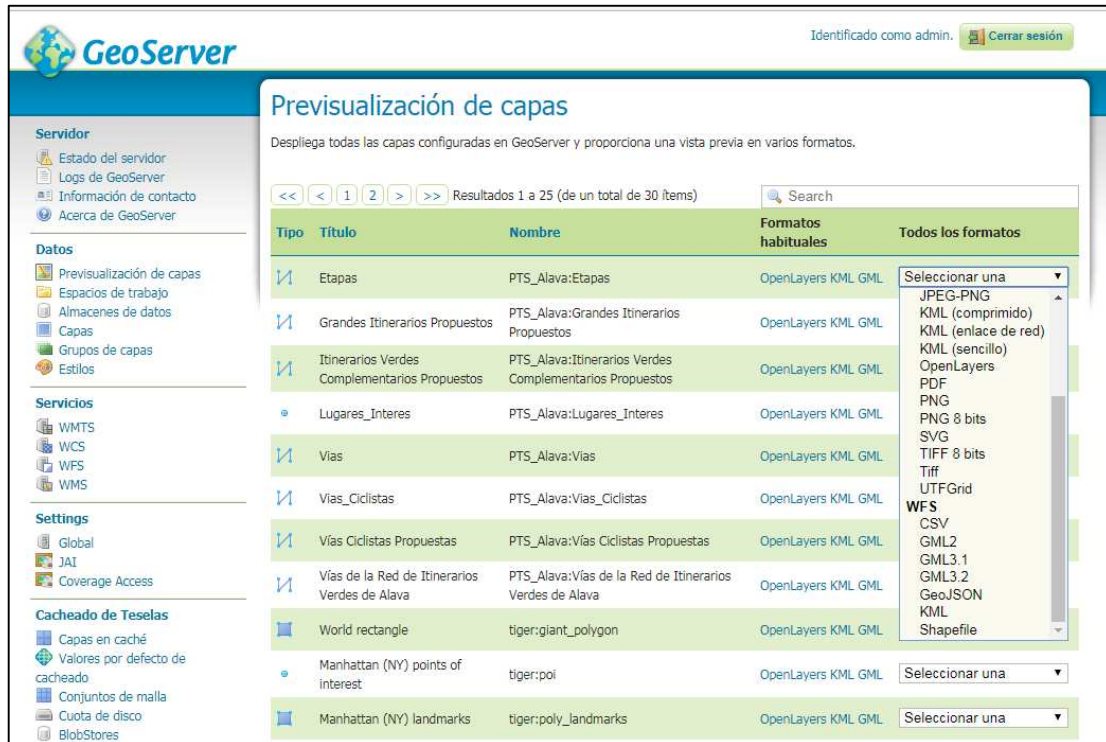 GeoServer
Identificado como admin.
Cerrar sesión
Previsualización de capas
Despliega todas las capas configuradas en GeoServer y proporciona una vista previa en varios formatos.
Servidor
Estado del servidor
Logs de GeoServer
Información de contacto
Acerca de GeoServer
Datos
Previsualización de capas
Espacios de trabajo
Almacenes de datos
Capas
Grupos de capas
Estilos
Servicios
WMTS
WCS
WFS
WMS
Settings
Global
JAI
Coverage Access
Cacheado de Teselas
Capas en caché
Valores por defecto de
cacheado
Conjuntos de malla
Cuota de disco
BlobStores
<< < 1 2 > >> Resultados 1 a 25 (de un total de 30 ítems)
Search
Tipo Título Nombre Formatos
habituales Todos los formatos
Etapas PTS_Alava:Etapas OpenLayers KML GML Seleccionar una
Grandes Itinerarios Propuestos PTS_Alava:Grandes Itinerarios
Propuestos OpenLayers KML GML
Itinerarios Verdes
Complementarios Propuestos PTS_Alava:Itinerarios Verdes
Complementarios Propuestos OpenLayers KML GML
Lugares_Interes PTS_Alava:Lugares_Interes OpenLayers KML GML
Vias PTS_Alava:Vias OpenLayers KML GML
Vias_Ciclistas PTS_Alava:Vias_Ciclistas OpenLayers KML GML
Vías Ciclistas Propuestas PTS_Alava:Vías Ciclistas Propuestas OpenLayers KML GML
Vías de la Red de Itinerarios
Verdes de Alava PTS_Alava:Vías de la Red de Itinerarios
Verdes de Alava OpenLayers KML GML
World rectangle tiger:giant_polygon OpenLayers KML GML
JPEG-PNG
KML (comprimido)
KML (enlace de red)
KML (sencillo)
OpenLayers
PDF
PNG
PNG 8 bits
SVG
TIFF 8 bits
Tiff
UTFGrid
WFS
CSV
GML2
GML3.1
GML3.2
GeoJSON
KML
Shapefile
Manhattan (NY) points of
interest tiger:poi OpenLayers KML GML Seleccionar una
Manhattan (NY) landmarks tiger:poly_landmarks OpenLayers KML GML Seleccionar una